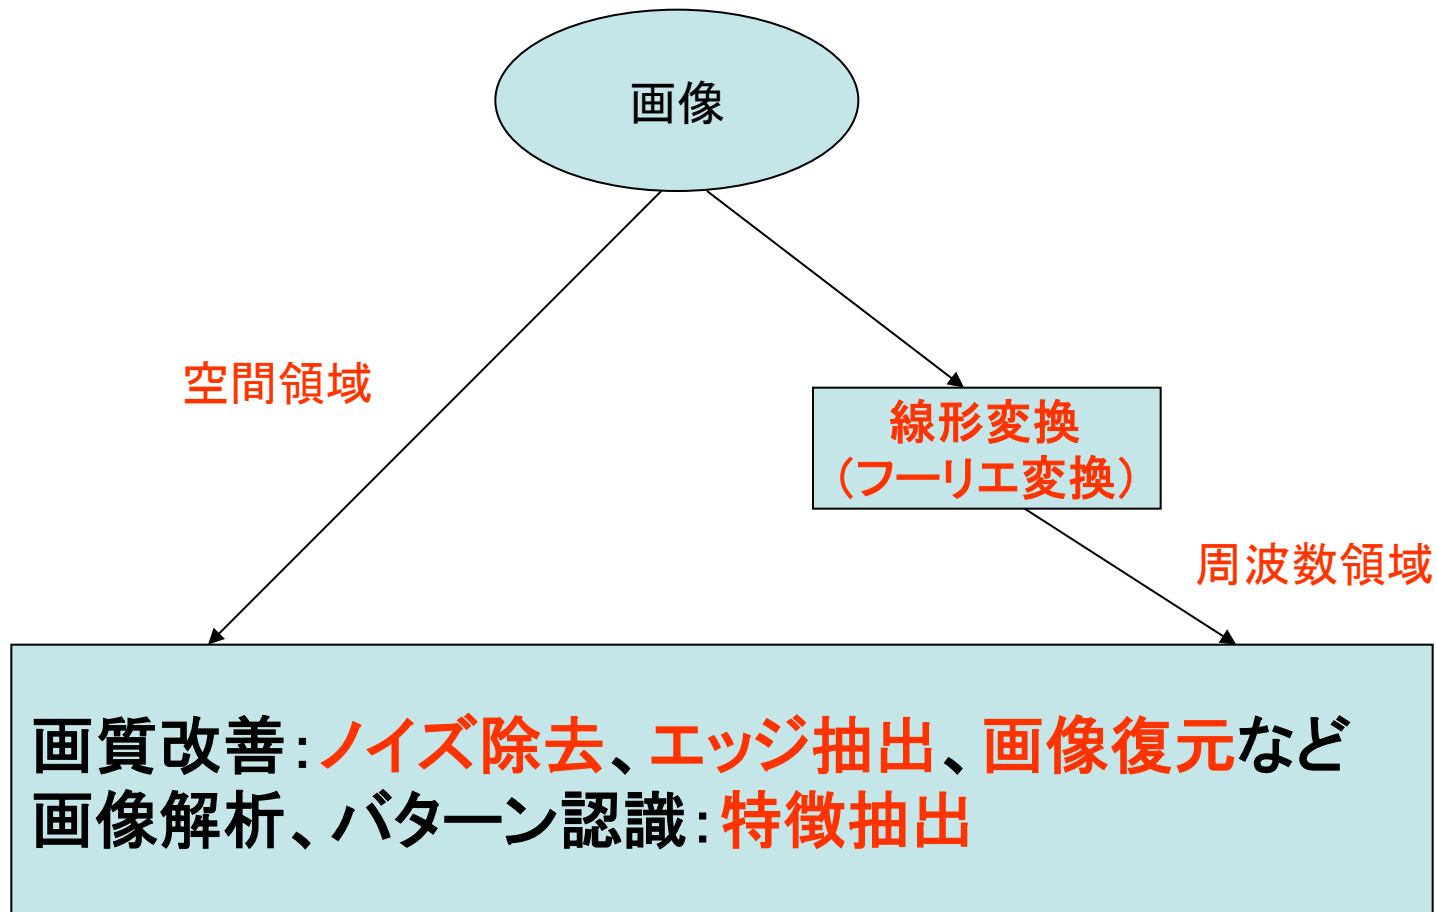 画像
空間領域
線形変換
（フーリエ変換）
周波数領域
画質改善：ノイズ除去、エッジ抽出、画像復元など
画像解析、バターン認識：特徴抽出